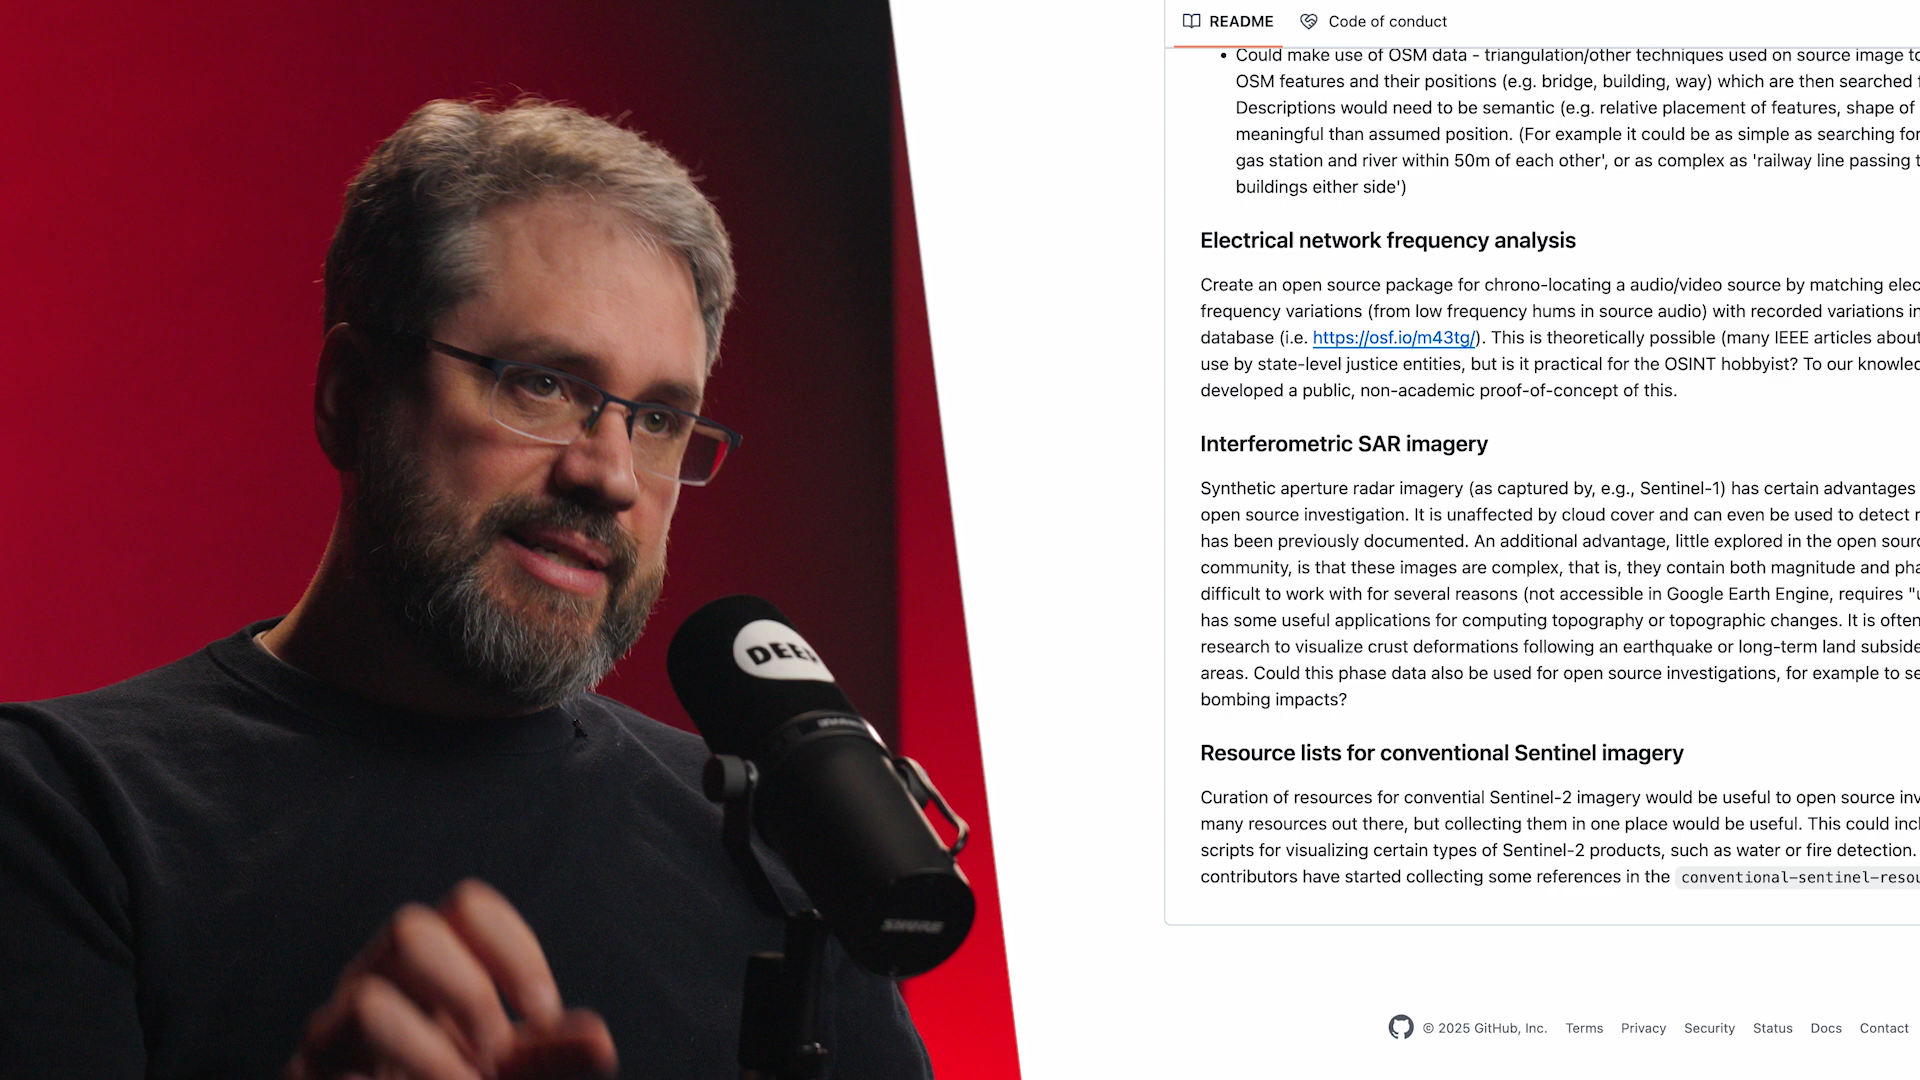 README
Code of conduct
Could make use of OSM data - triangulation/other techniques used on source image to
OSM features and their positions (e.g. bridge, building, way) which are then searched
Descriptions would need to be semantic (e.g. relative placement of features, shape of
meaningful than assumed position. (For example it could be as simple as searching for
gas station and river within 50m of each other', or as complex as 'railway line passing
buildings either side')
Electrical network frequency analysis
Create an open source package for chrono-locating a audio/video source by matching
frequency variations (from low frequency hums in source audio) with recorded variations in
database (i.e. https://osf.io/m43tg/). This is theoretically possible (many IEEE articles about
use by state-level justice entities, but is it practical for the OSINT hobbyist? To our
developed a public, non-academic proof-of-concept of this.
Interferometric SAR imagery
Synthetic aperture radar imagery (as captured by, e.g., Sentinel-1) has certain advantages
open source investigation. It is unaffected by cloud cover and can even be used to detect
has been previously documented. An additional advantage, little explored in the open
community, is that these images are complex, that is, they contain both magnitude and
difficult to work with for several reasons (not accessible in Google Earth Engine, requires
has some useful applications for computing topography or topographic changes. It is often
research to visualize crust deformations following an earthquake or long-term land
areas. Could this phase data also be used for open source investigations, for example to
bombing impacts?
Resource lists for conventional Sentinel imagery
Curation of resources for convential Sentinel-2 imagery would be useful to open source
many resources out there, but collecting them in one place would be useful. This could
scripts for visualizing certain types of Sentinel-2 products, such as water or fire detection.
contributors have started collecting some references in the conventional-sentinel-resou
© 2025 GitHub, Inc. Terms Privacy Security Status Docs Contact
DEEP
SHURE